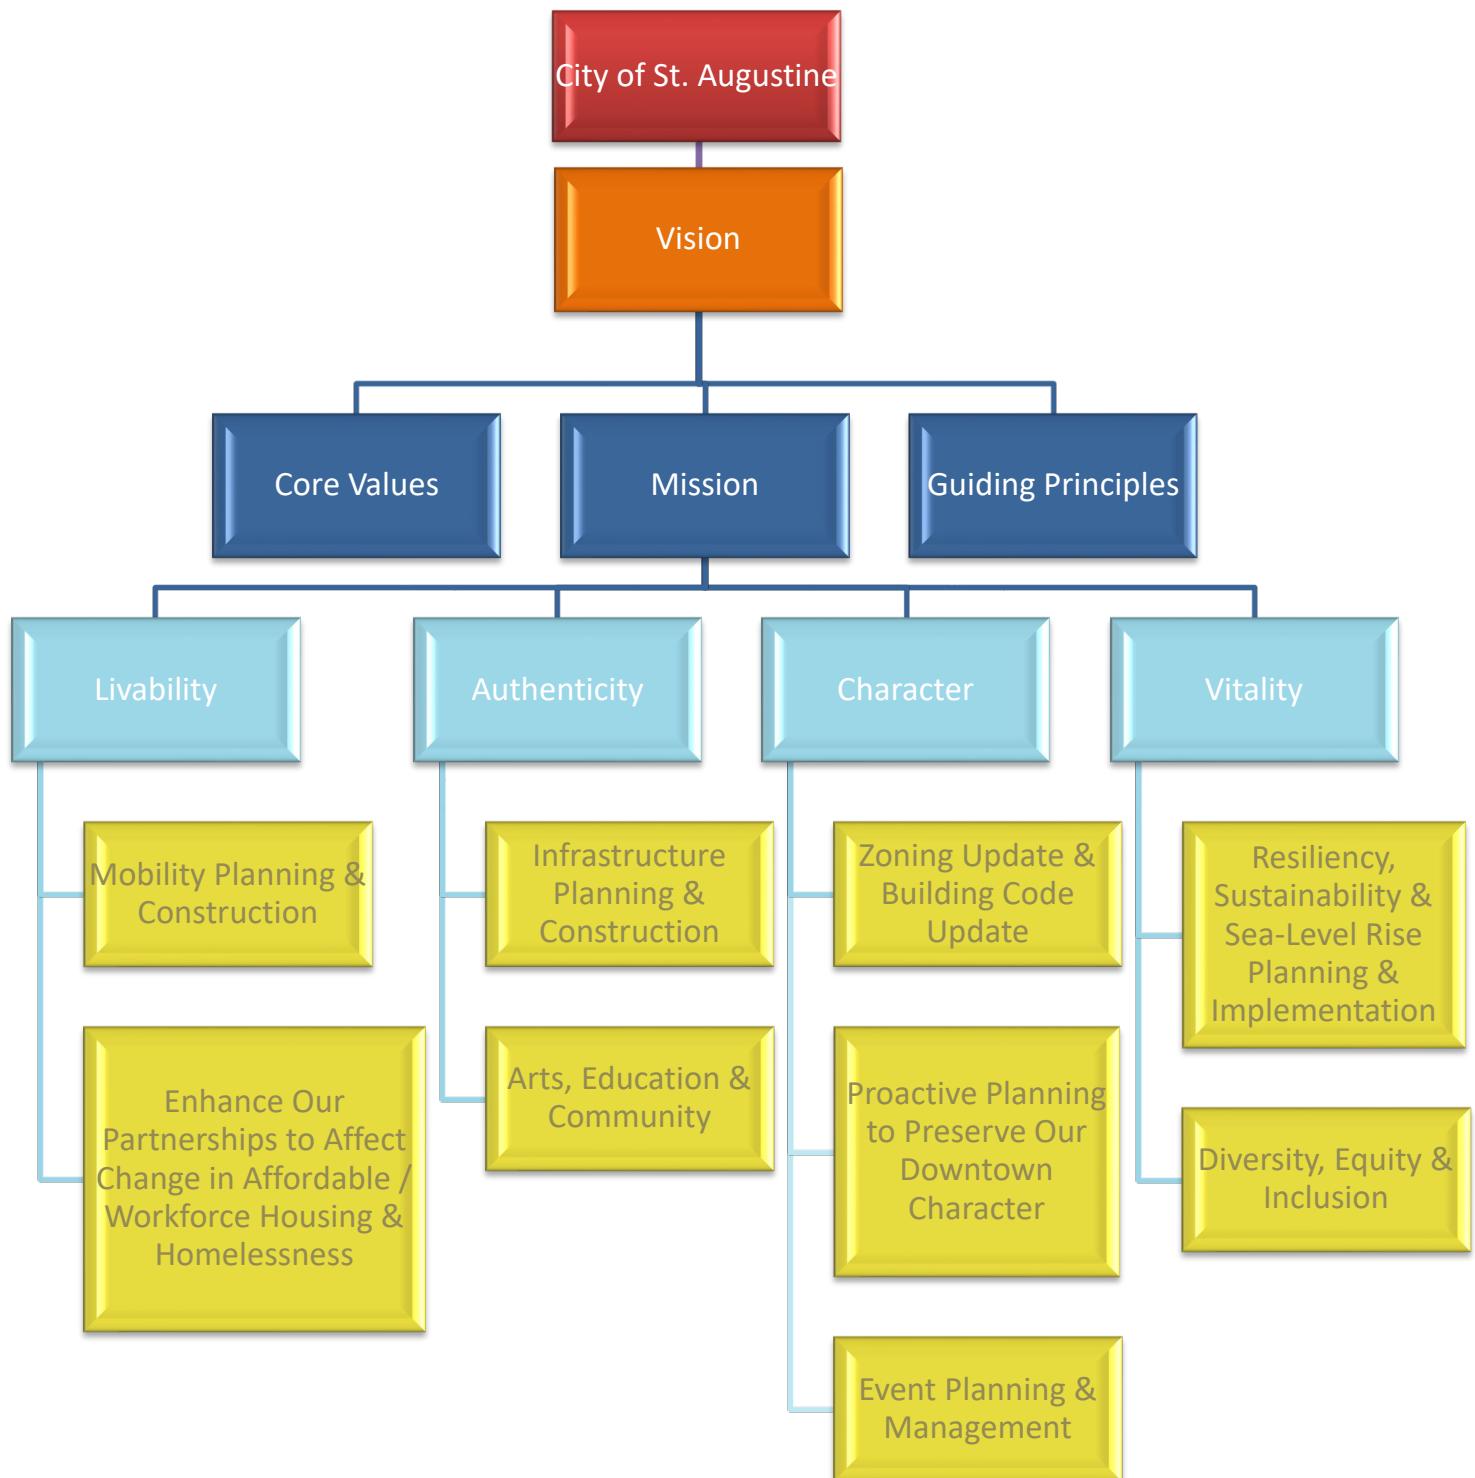 City of St. Augustine
Vision
Core Values
Mission
Guiding Principles
Livability
Authenticity
Character
Vitality
Mobility Planning &
Construction
Enhance Our
Partnerships to Affect
Change in Affordable /
Workforce Housing &
Homelessness
Infrastructure
Planning &
Construction
Arts, Education &
Community
Zoning Update &
Building Code
Update
Proactive Planning
to Preserve Our
Downtown
Character
Event Planning &
Management
Resiliency,
Sustainability &
Sea-Level Rise
Planning &
Implementation
Diversity, Equity &
Inclusion